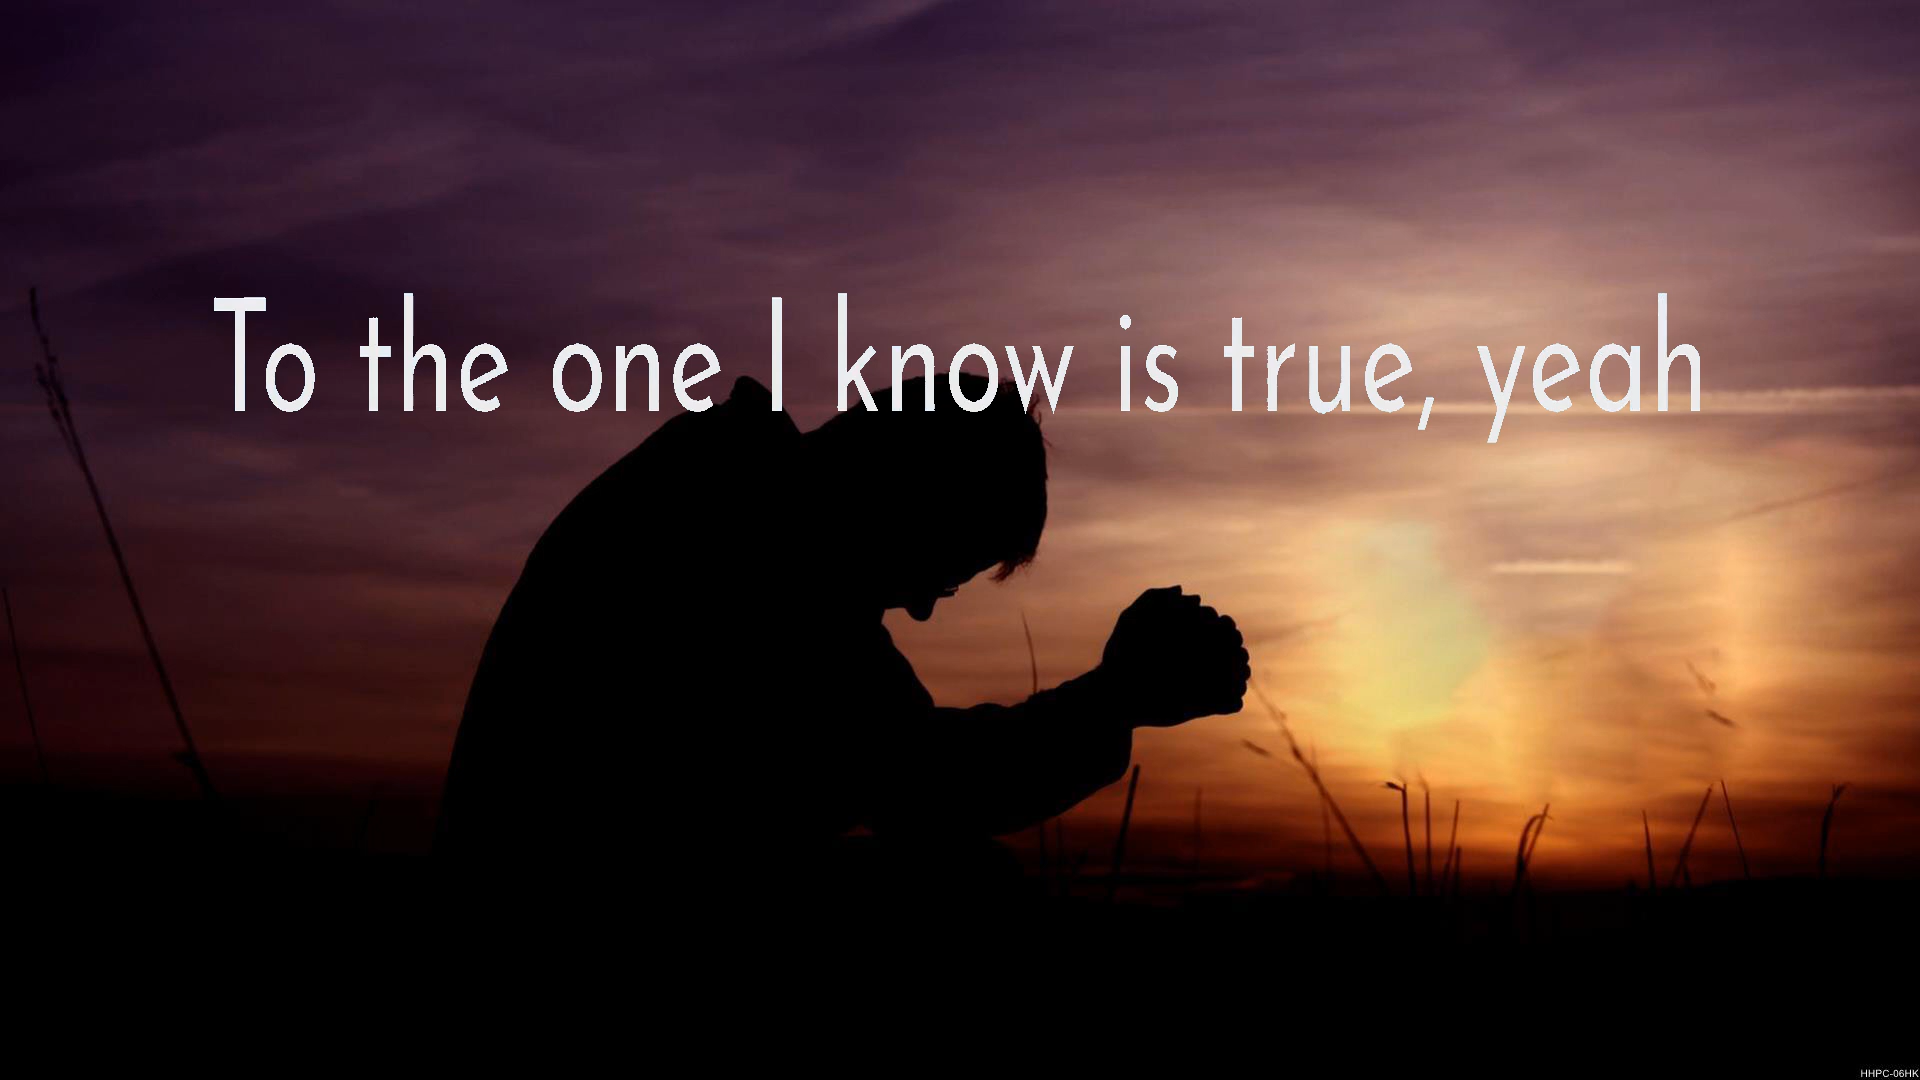 To the one I know is true, yeah
HHPC-06HK